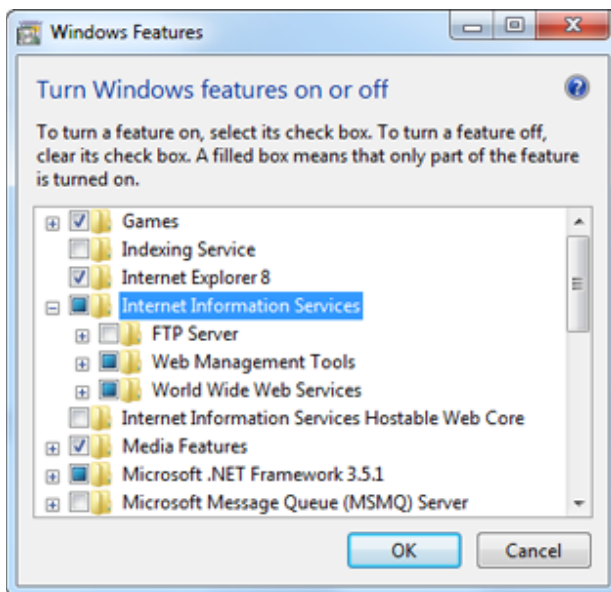 Windows Features
Turn Windows features on or off
To turn a feature on, select its check box. To turn a feature off,
clear its check box. A filled box means that only part of the feature
is turned on.
Games
Indexing Service
Internet Explorer 8
Internet Information Services
FTP Server
Web Management Tools
World Wide Web Services
Internet Information Services Hostable Web Core
Media Features
Microsoft .NET Framework 3.5.1
Microsoft Message Queue (MSMQ) Server
OK Cancel